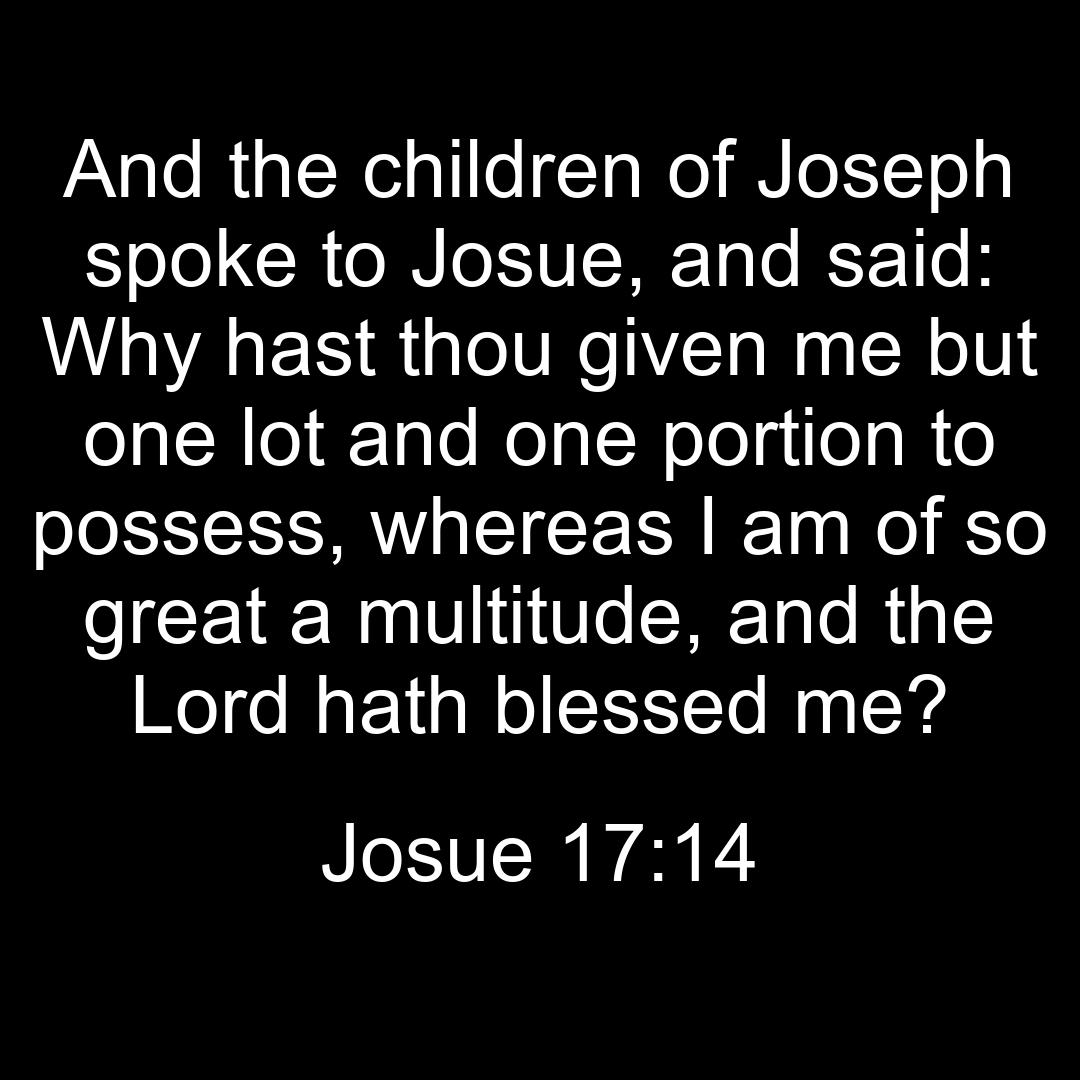 And the children of Joseph
spoke to Josue, and said:
Why hast thou given me but
one lot and one portion to
possess, whereas I am of so
great a multitude, and the
Lord hath blessed me?
Josue 17:14